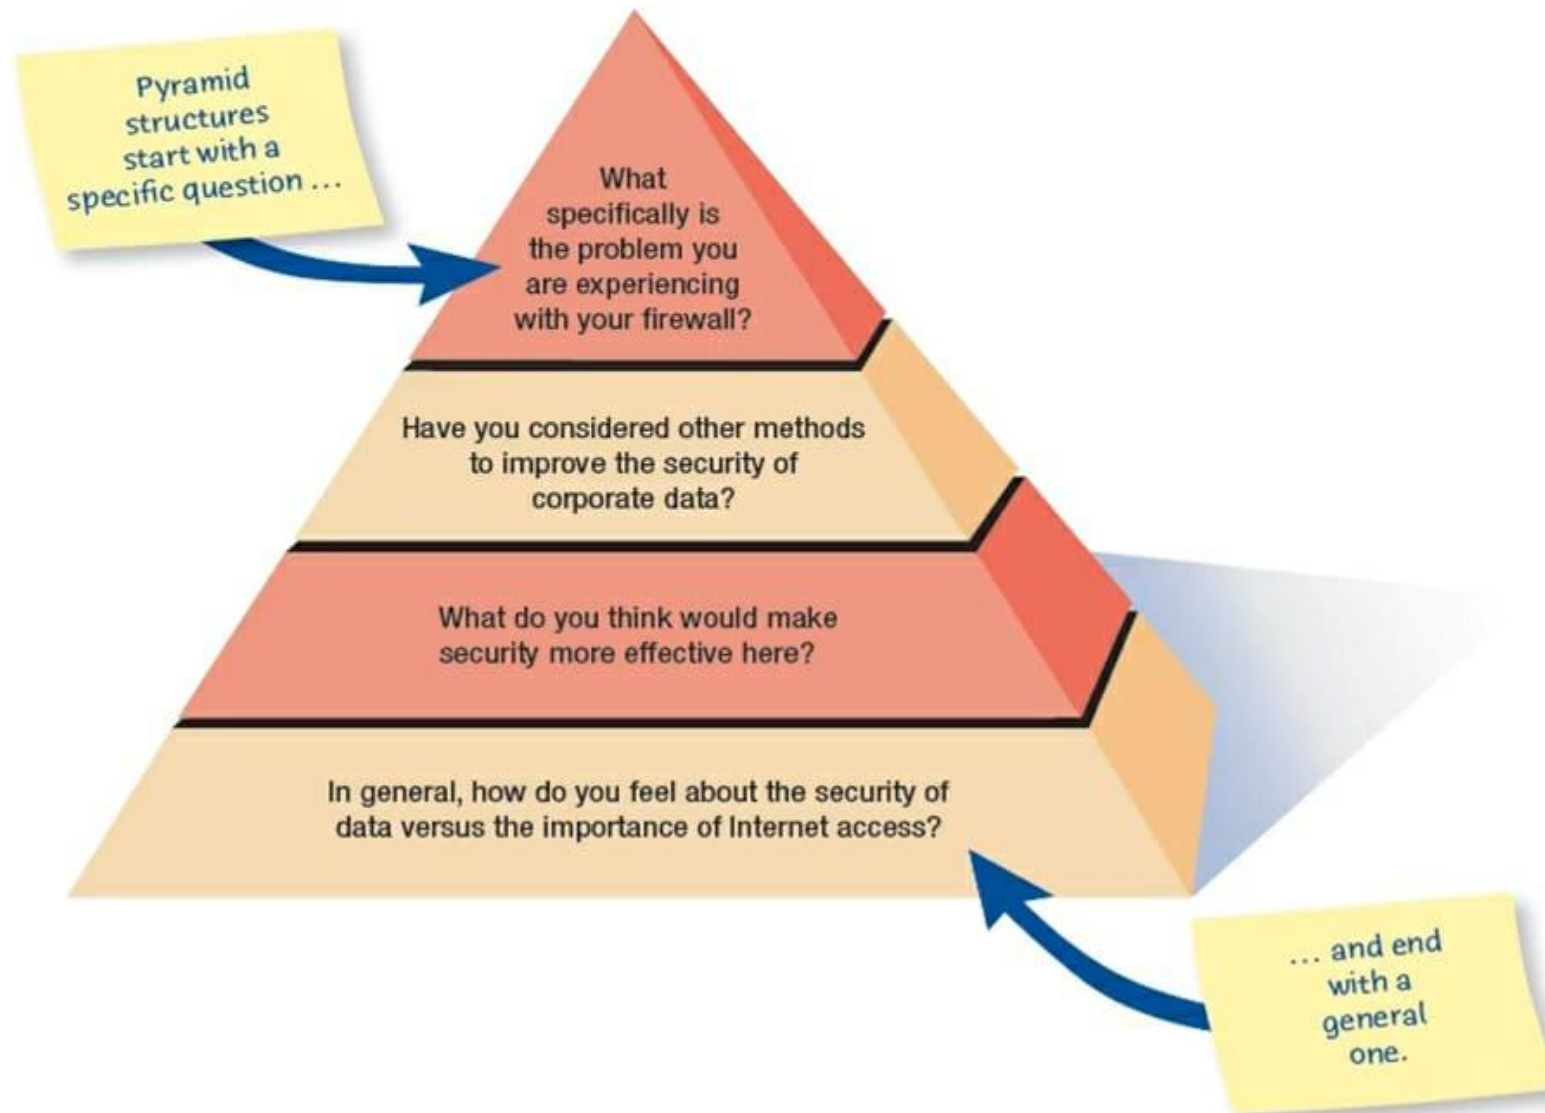 Pyramid
structures
start with a
specific question ...
What
specifically is
the problem you
are experiencing
with your firewall?
Have you considered other methods
to improve the security of
corporate data?
What do you think would make
security more effective here?
In general, how do you feel about the security of
data versus the importance of Internet access?
... and end
with a
general
one.